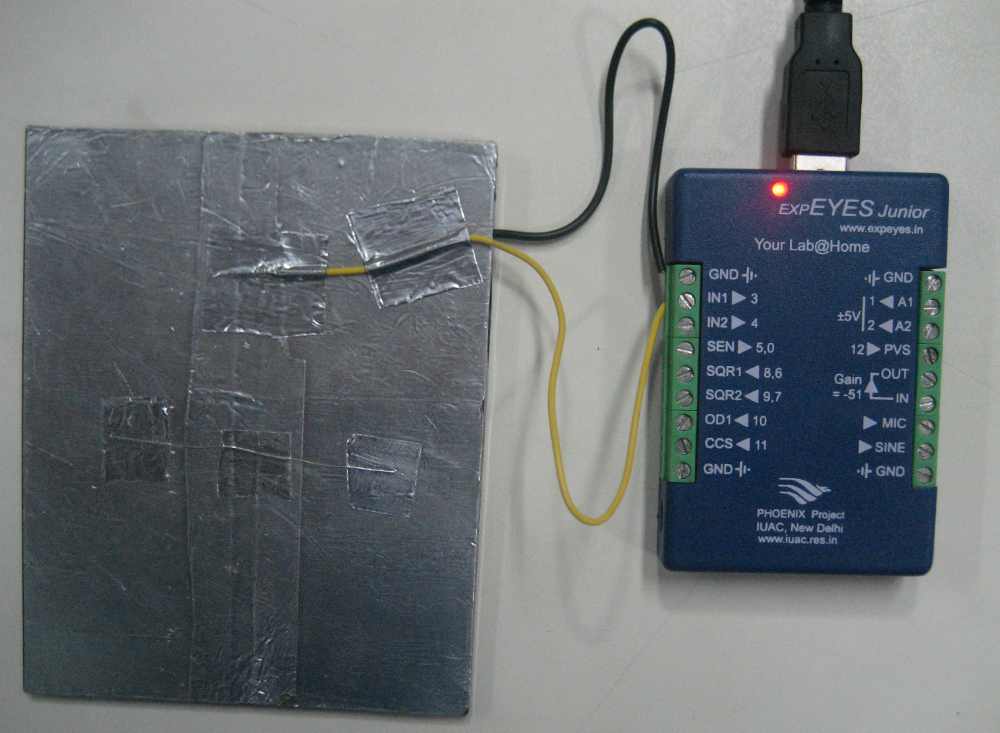 EXPEYES Junior
www.expeyes.in
Your Lab@Home
GND
IN1 3
IN2 4
SEN 5,0
SQR1 8,6
SQR2 9,7
OD1 10
CCS 11
GND
GND
1 A1
±5V
2 A2
12 PVS
OUT
Gain
= -51
IN
MIC
SINE
GND
PHOENIX Project
IUAC, New Delhi
www.iuac.res.in